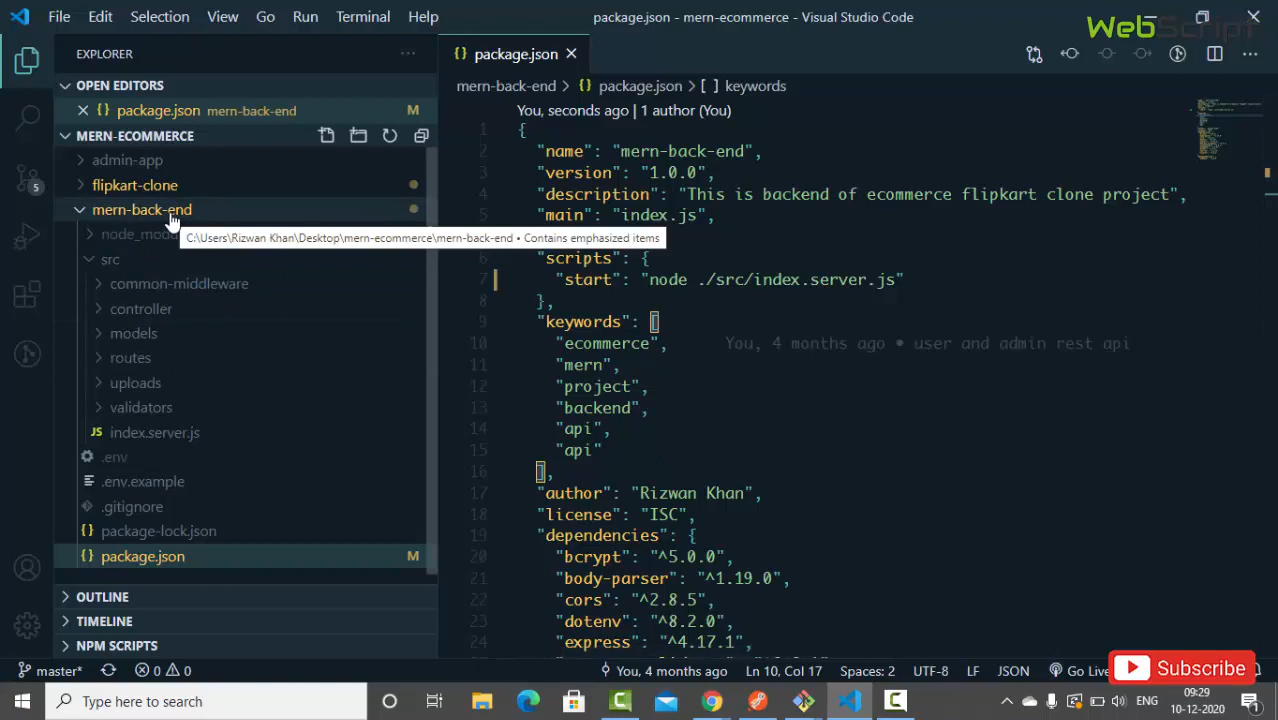 File Edit Selection View Go Run Terminal Help
package.json - mern-ecommerce - Visual Studio Code
WebScript
EXPLORER
OPEN EDITORS
package.json mern-back-end M
MERN-ECOMMERCE
admin-app
flipkart-clone
mern-back-end
C:\Users\Rizwan Khan\Desktop\mern-ecommerce\mern-back-end • Contains emphasized items
src
common-middleware
controller
models
routes
uploads
validators
JS index.server.js
.env
.env.example
.gitignore
{} package-lock.json
{} package.json M
OUTLINE
TIMELINE
NPM SCRIPTS
5
{} package.json
mern-back-end > {} package.json > [ ] keywords
You, seconds ago | 1 author (You)
1 {
2 "name": "mern-back-end",
3 "version": "1.0.0",
4 "description": "This is backend of ecommerce flipkart clone project",
5 "main": "index.js",
6 "scripts": {
7 "start": "node ./src/index.server.js"
8 },
9 "keywords": [
10 "ecommerce", You, 4 months ago • user and admin rest api
11 "mern",
12 "project",
13 "backend",
14 "api",
15 "api"
16 ],
17 "author": "Rizwan Khan",
18 "license": "ISC",
19 "dependencies": {
20 "bcrypt": "^5.0.0",
21 "body-parser": "^1.19.0",
22 "cors": "^2.8.5",
23 "dotenv": "^8.2.0",
24 "express": "^4.17.1",
master* 0 0 You, 4 months ago Ln 10, Col 17 Spaces: 2 UTF-8 LF JSON Go Live
Subscribe
Type here to search
ENG
09:29
10-12-2020
1